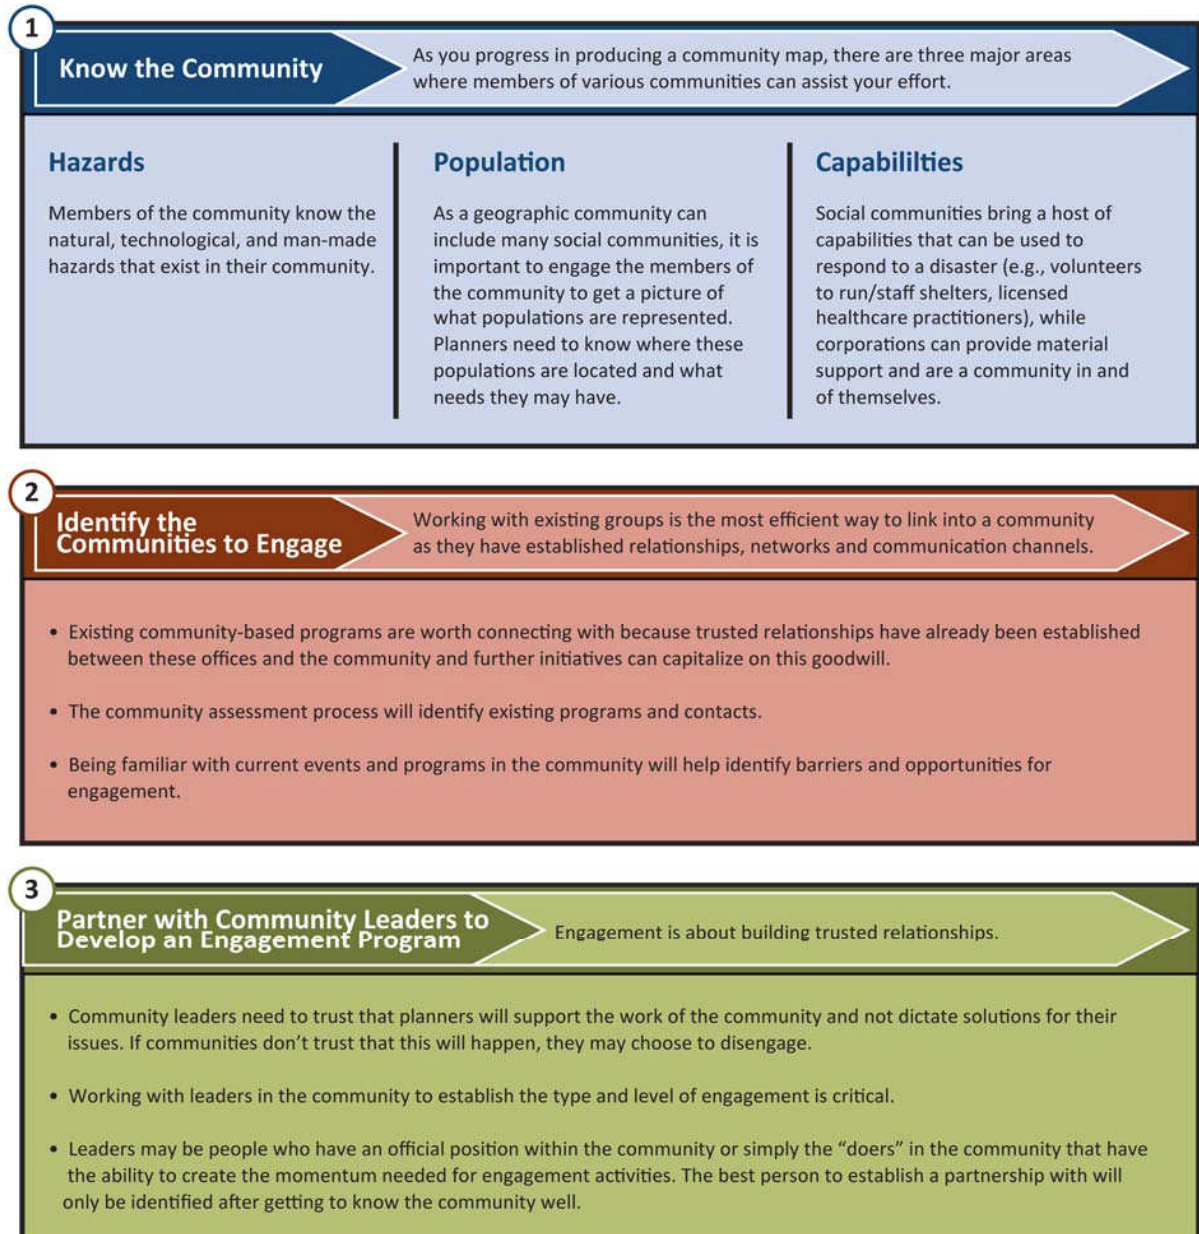 1
Know the Community
As you progress in producing a community map, there are three major areas
where members of various communities can assist your effort.
Hazards
Members of the community know the
natural, technological, and man-made
hazards that exist in their community.
Population
As a geographic community can
include many social communities, it is
important to engage the members of
the community to get a picture of
what populations are represented.
Planners need to know where these
populations are located and what
needs they may have.
Capabililties
Social communities bring a host of
capabilities that can be used to
respond to a disaster (e.g., volunteers
to run/staff shelters, licensed
healthcare practitioners), while
corporations can provide material
support and are a community in and
of themselves.
2
Identify the
Communities to Engage
Working with existing groups is the most efficient way to link into a community
as they have established relationships, networks and communication channels.
• Existing community-based programs are worth connecting with because trusted relationships have already been established
between these offices and the community and further initiatives can capitalize on this goodwill.
• The community assessment process will identify existing programs and contacts.
• Being familiar with current events and programs in the community will help identify barriers and opportunities for
engagement.
3
Partner with Community Leaders to
Develop an Engagement Program
Engagement is about building trusted relationships.
• Community leaders need to trust that planners will support the work of the community and not dictate solutions for their
issues. If communities don't trust that this will happen, they may choose to disengage.
• Working with leaders in the community to establish the type and level of engagement is critical.
• Leaders may be people who have an official position within the community or simply the “doers” in the community that have
the ability to create the momentum needed for engagement activities. The best person to establish a partnership with will
only be identified after getting to know the community well.